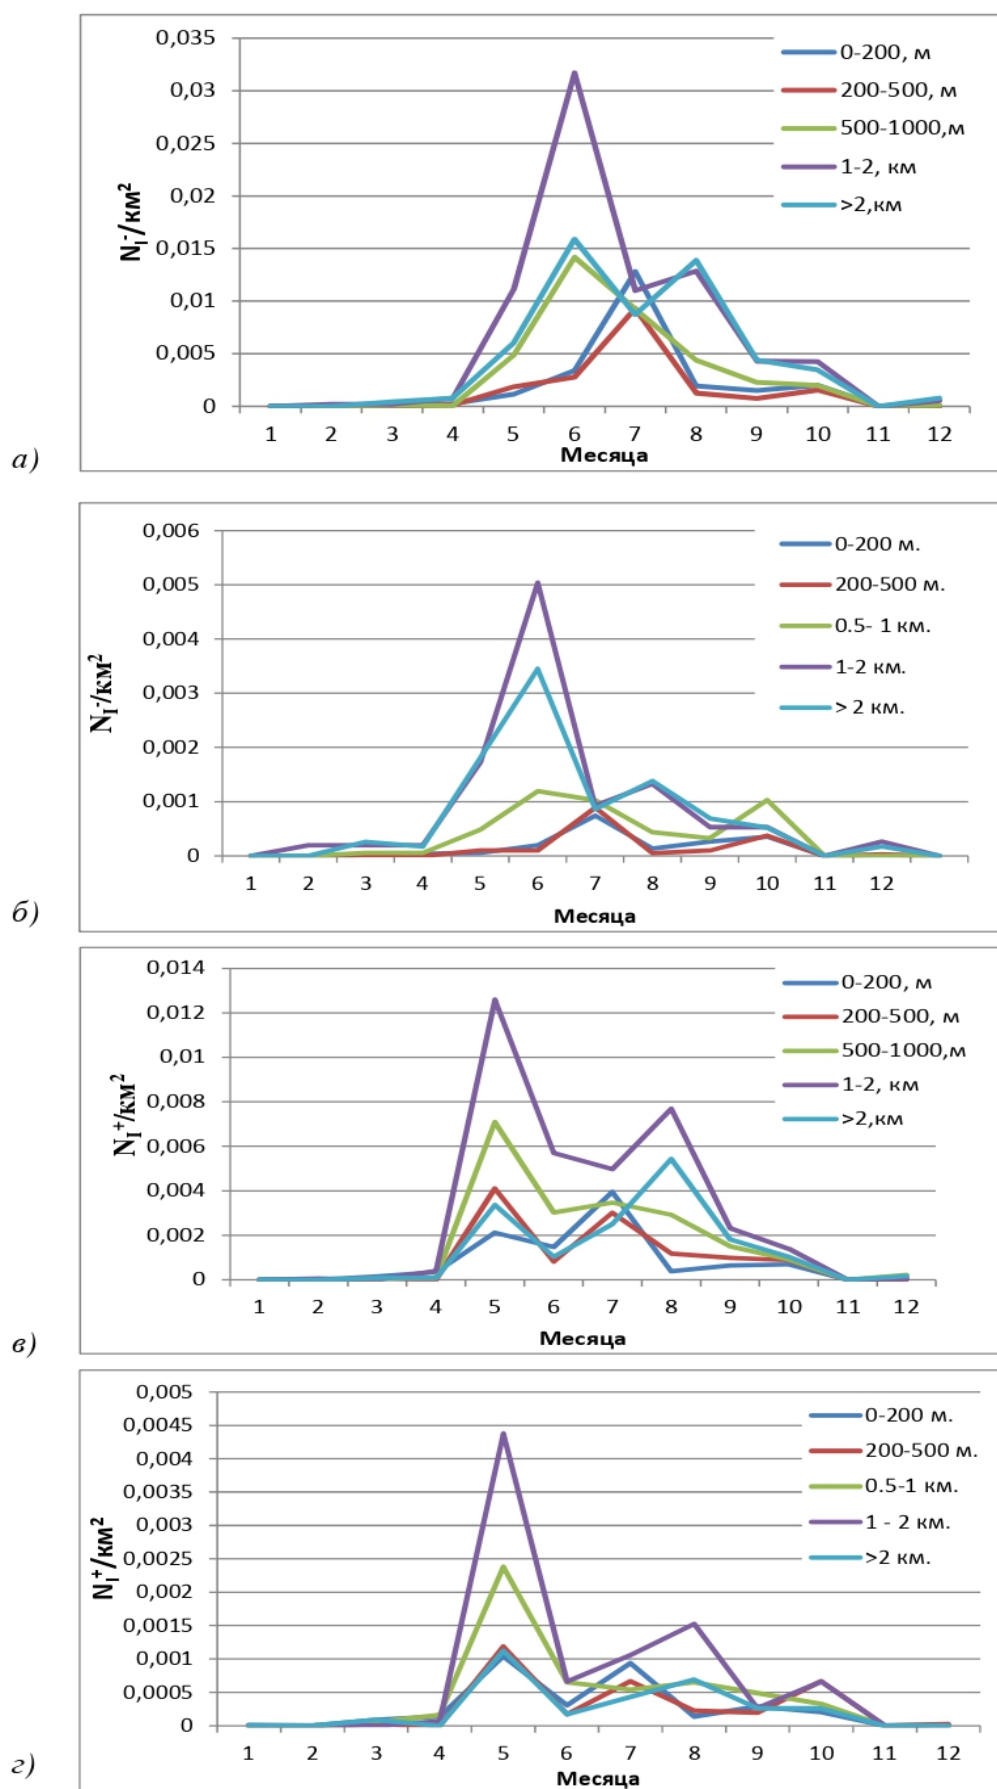 0,035
0,03
0,025
0,02
0,015
0,01
0,005
0
N_I^-/км²
0-200, м
200-500, м
500-1000,м
1-2, км
>2,км
1 2 3 4 5 6 7 8 9 10 11 12
Месяца
а)
0,006
0,005
0,004
0,003
0,002
0,001
0
N_I^-/км²
0-200 м.
200-500 м.
0.5- 1 км.
1-2 км.
> 2 км.
1 2 3 4 5 6 7 8 9 10 11 12
Месяца
б)
0,014
0,012
0,01
0,008
0,006
0,004
0,002
0
N_I^+/км²
0-200, м
200-500, м
500-1000,м
1-2, км
>2,км
1 2 3 4 5 6 7 8 9 10 11 12
Месяца
в)
0,005
0,0045
0,004
0,0035
0,003
0,0025
0,002
0,0015
0,001
0,0005
0
N_I^+/км²
0-200 м.
200-500 м.
0.5-1 км.
1 - 2 км.
>2 км.
1 2 3 4 5 6 7 8 9 10 11 12
Месяца
г)